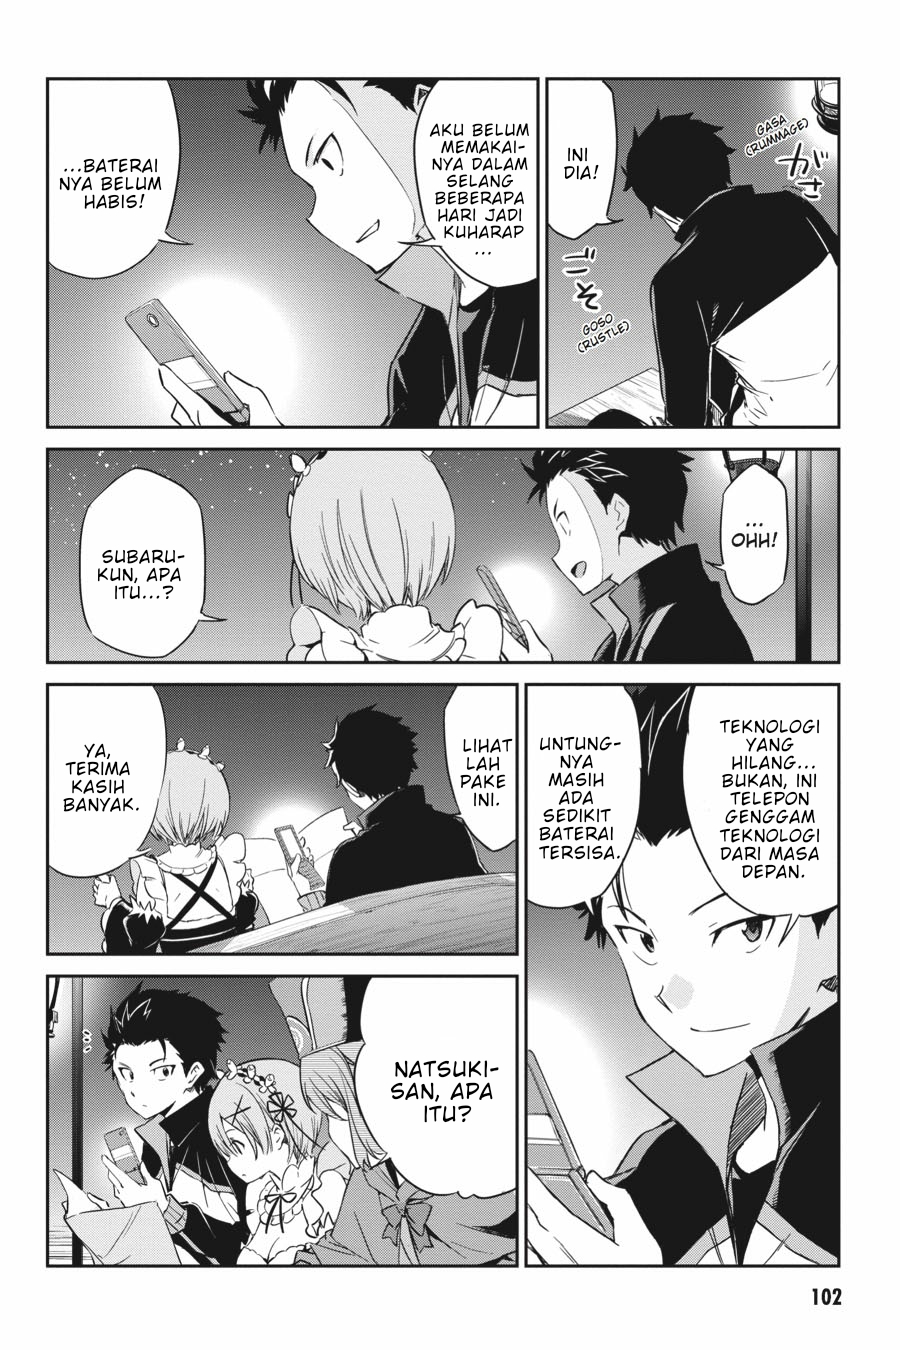 INI
DIA!
GASA
(RUMMAGE)
がさ
ごそ
GOSO
(RUSTLE)
AKU BELUM
MEMAKAI-
NYA DALAM
SELANG
BEBERAPA
HARI JADI
KUHARAP
...
...BATERAI
NYA BELUM
HABIS!
...
OHH!
SUBARU-
KUN, APA
ITU...?
TEKNOLOGI
YANG
HILANG...
BUKAN, INI
TELEPON
GENGGAM
TEKNOLOGI
DARI MASA
DEPAN.
UNTUNG-
NYA
MASIH
ADA
SEDIKIT
BATERAI
TERSISA.
LIHAT
LAH
PAKE
INI.
YA,
TERIMA
KASIH
BANYAK.
NATSUKI-
SAN, APA
ITU?
102